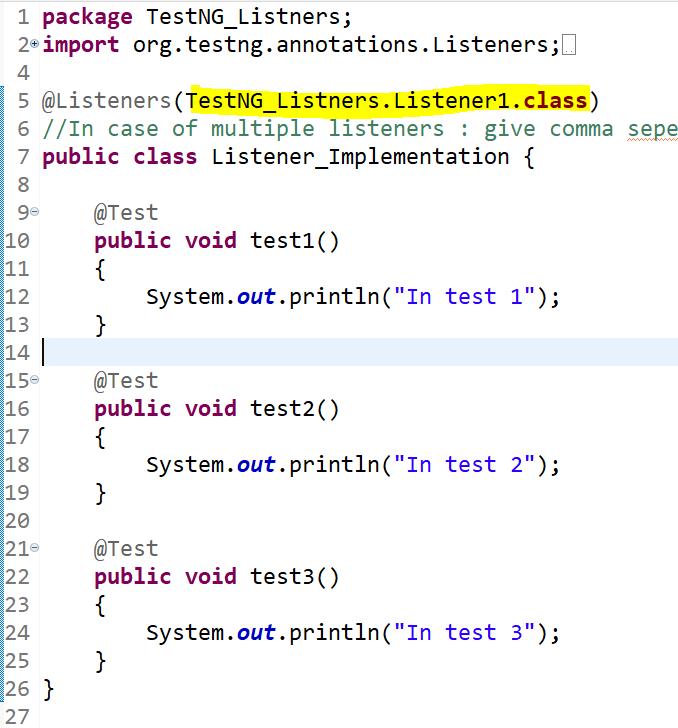 1 package TestNG_Listners;
2 import org.testng.annotations.Listeners;
4
5 @Listeners(TestNG_Listners.Listener1.class)
6 //In case of multiple listeners : give comma sepe
7 public class Listener_Implementation {
8
9 @Test
10 public void test1()
11 {
12 System.out.println("In test 1");
13 }
14
15 @Test
16 public void test2()
17 {
18 System.out.println("In test 2");
19 }
20
21 @Test
22 public void test3()
23 {
24 System.out.println("In test 3");
25 }
26 }
27